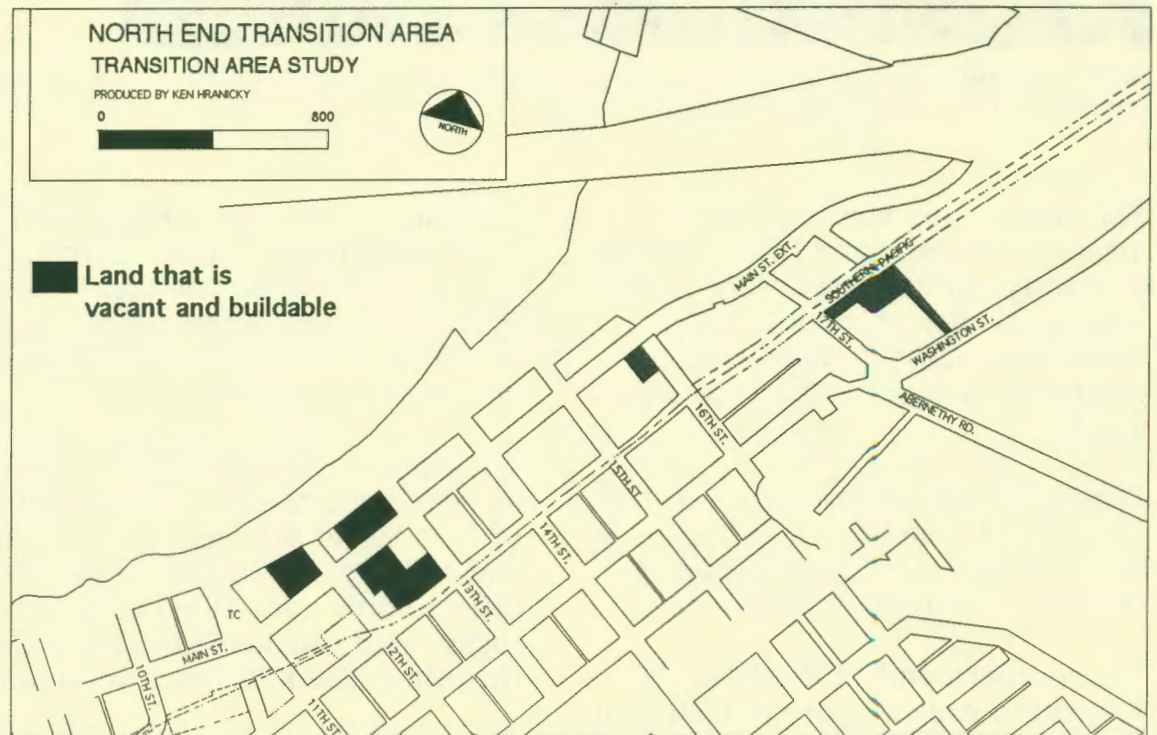 NORTH END TRANSITION AREA
TRANSITION AREA STUDY
PRODUCED BY KEN HRANICKY
0 800
NORTH
Land that is
vacant and buildable
MAIN ST. EXT.
SOUTHERN PACIFIC
17TH ST.
WASHINGTON ST.
ABERNETHY RD.
16TH ST.
5TH ST.
14TH ST.
13TH ST.
TC
12TH ST.
MAIN ST.
10TH ST.
11TH ST.